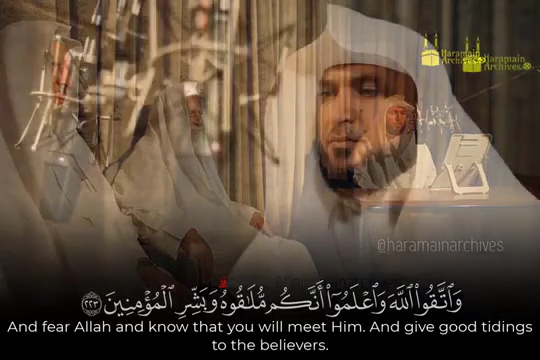 Haramain
Archives
Haramain
Archives
@haramainarchives
وَٱتَّقُوا۟ ٱللَّهَ وَٱعْلَمُوٓا۟ أَنَّكُم مُّلَـٰقُوهُ ۗ وَبَشِّرِ ٱلْمُؤْمِنِينَ ٢٢٣
And fear Allah and know that you will meet Him. And give good tidings
to the believers.